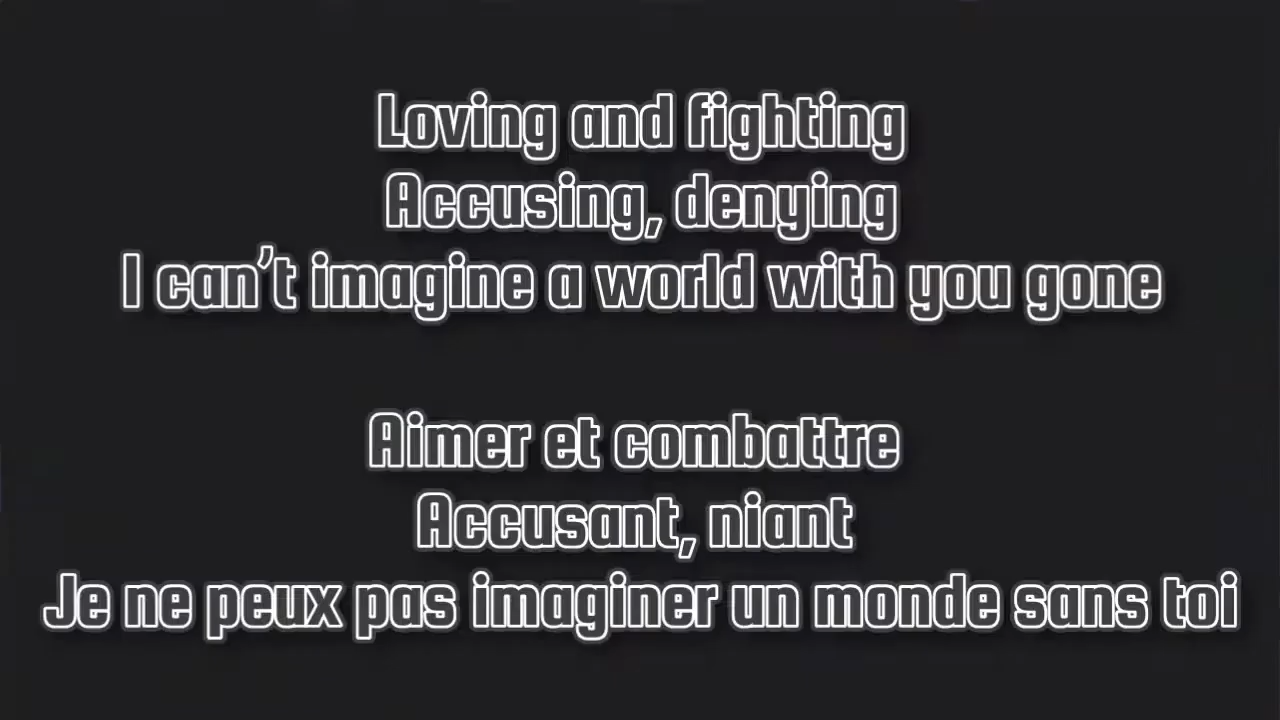 Loving and fighting
Accusing, denying
I can’t imagine a world with you gone
Aimer et combattre
Accusant, niant
Je ne peux pas imaginer un monde sans toi